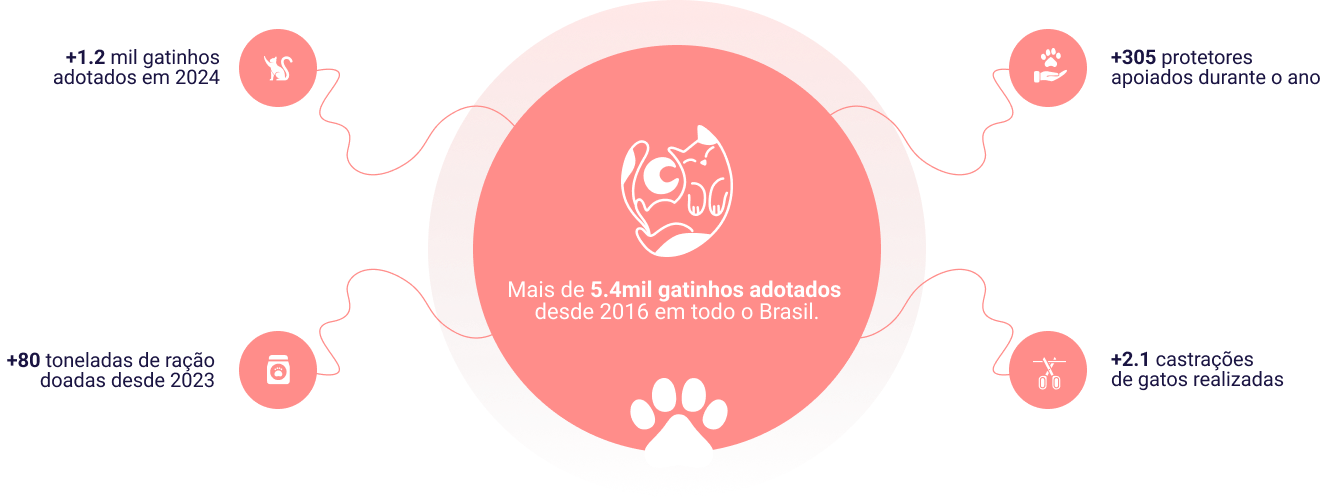 +1.2 mil gatinhos
adotados em 2024
+305 protetores
apoiados durante o ano
Mais de 5.4mil gatinhos adotados
desde 2016 em todo o Brasil.
+80 toneladas de ração
doadas desde 2023
+2.1 castrações
de gatos realizadas